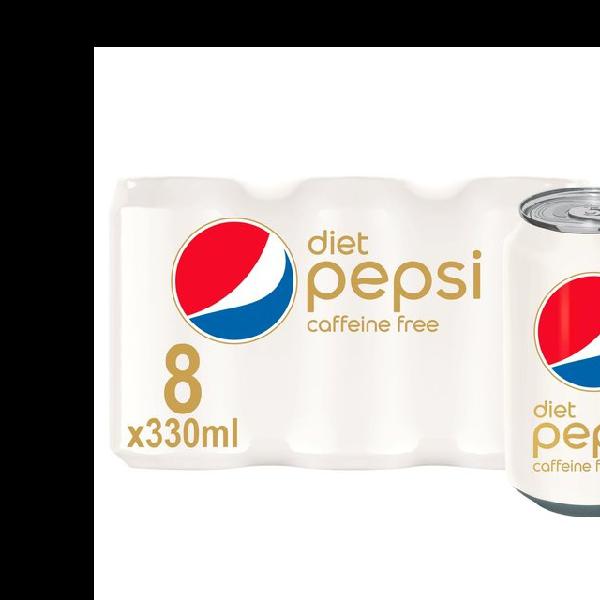 diet
pepsi
caffeine free
8
x330ml
diet
pep
caffeine f